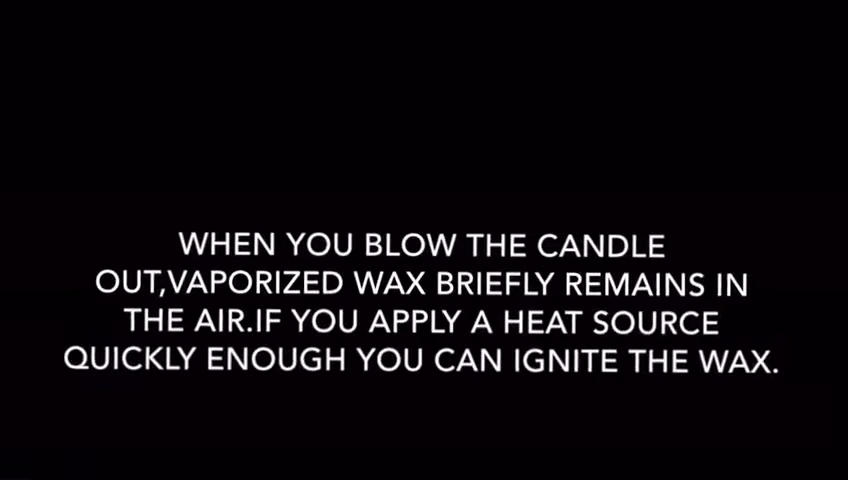 WHEN YOU BLOW THE CANDLE
OUT,VAPORIZED WAX BRIEFLY REMAINS IN
THE AIR.IF YOU APPLY A HEAT SOURCE
QUICKLY ENOUGH YOU CAN IGNITE THE WAX.